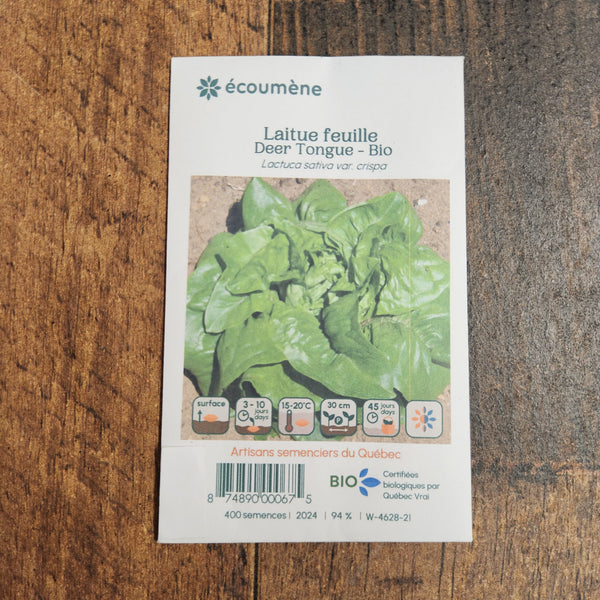 écoumène
Laitue feuille
Deer Tongue - Bio
Lactuca sativa var. crispa
surface
3 - 10 jours days
15-20°C
30 cm
45 jours days
Artisans semenciers du Québec
8 74890 00067 5
BIO
Certifiées
biologiques par
Québec Vrai
400 semences | 2024 | 94 % | W-4628-21